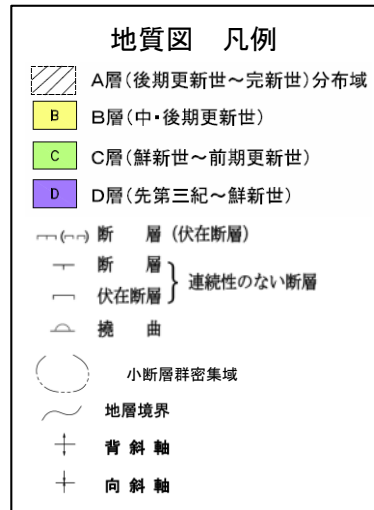 地質図 凡例
A層(後期更新世～完新世)分布域
B B層(中・後期更新世)
C C層(鮮新世～前期更新世)
D D層(先第三紀～鮮新世)
断 層 (伏在断層)
断 層
伏在断層
連続性のない断層
撓 曲
小断層群密集域
地層境界
背 斜 軸
向 斜 軸